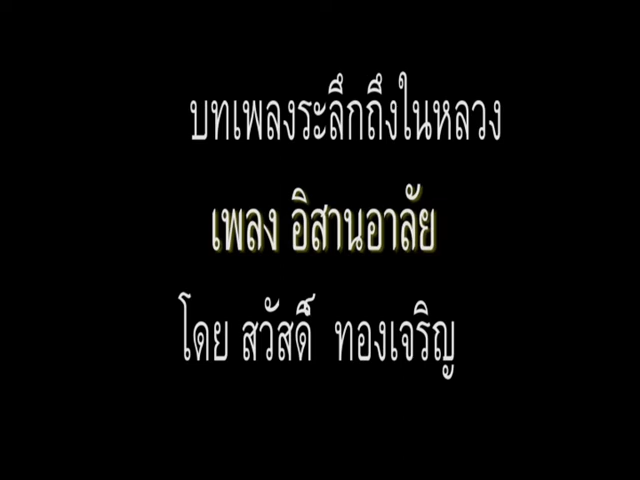 บทเพลงระลึกถึงในหลวง
เพลง อิสานอาลัย
โดย สวัสดิ์ ทองเจริญ